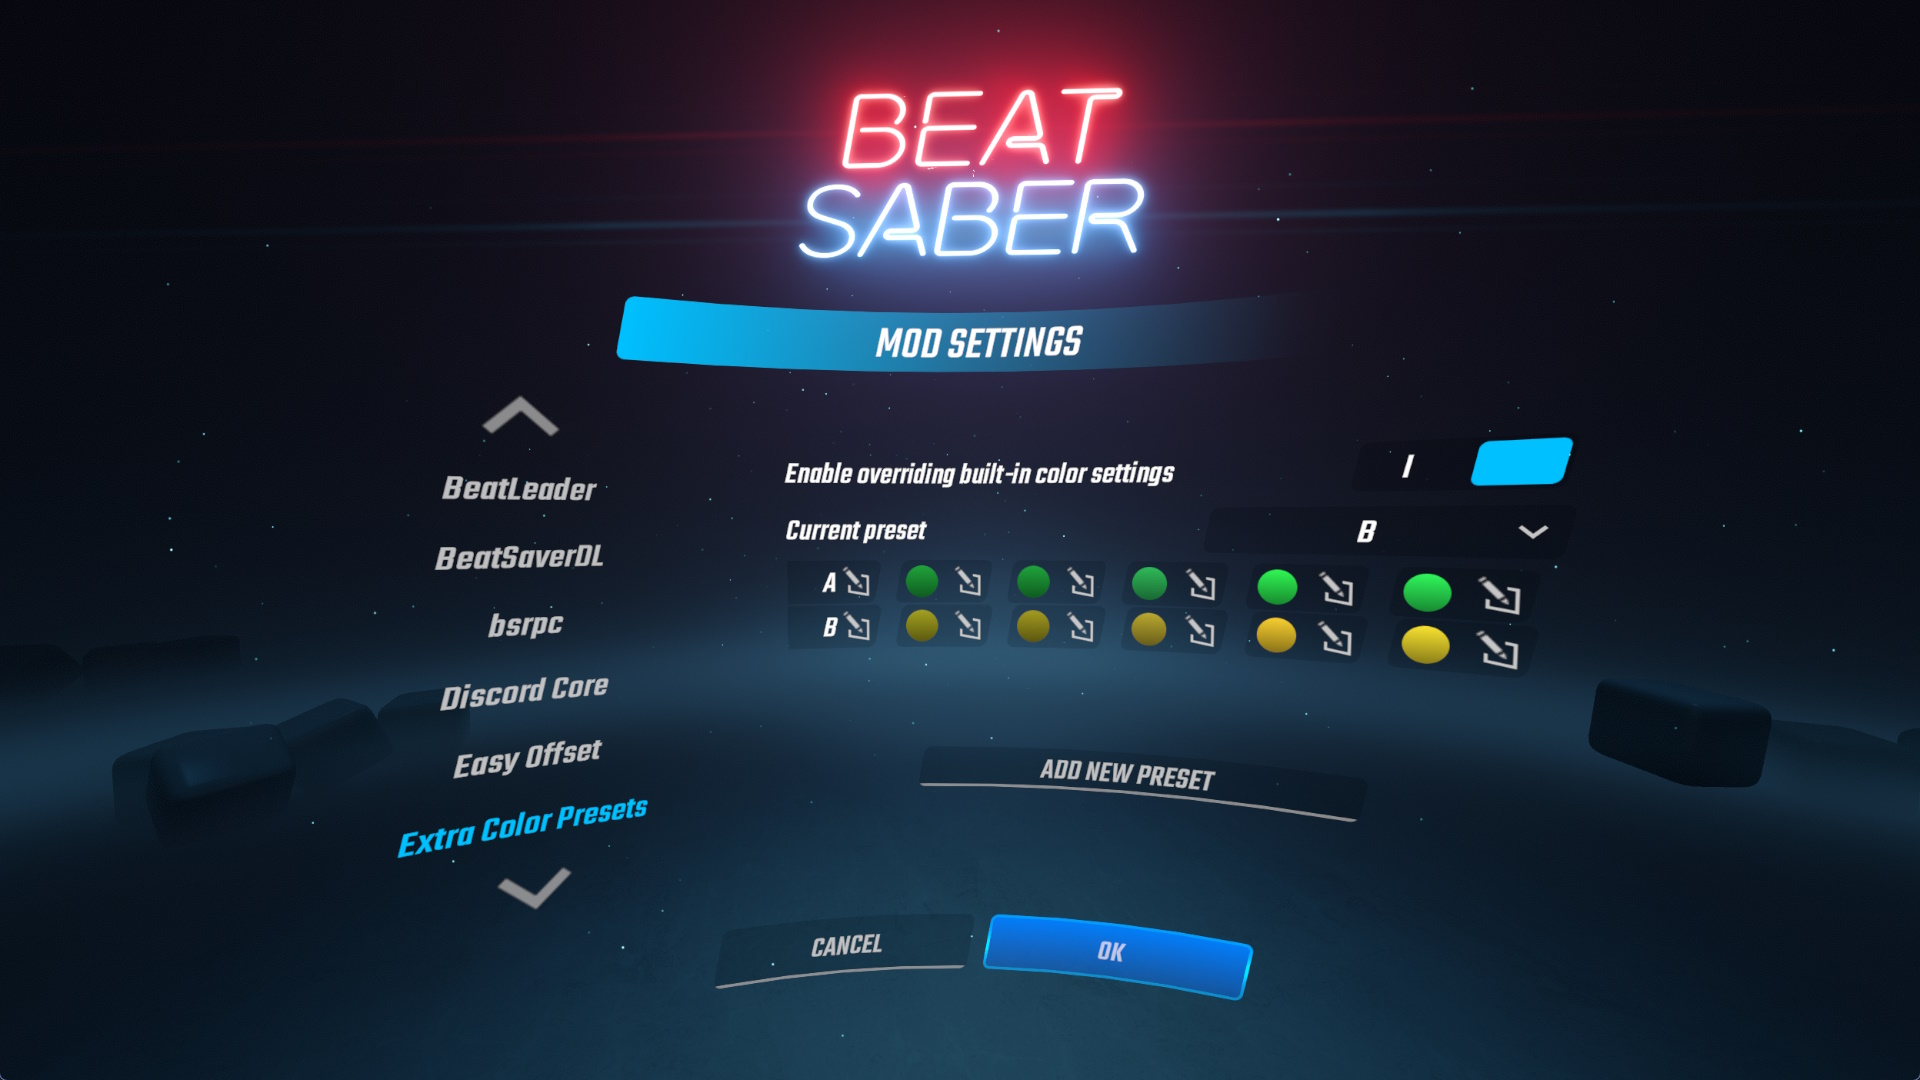 BEAT
SABER
MOD SETTINGS
BeatLeader
BeatSaverDL
bsrpc
Discord Core
Easy Offset
Extra Color Presets
Enable overriding built-in color settings
I
Current preset
B
A
B
ADD NEW PRESET
CANCEL
OK